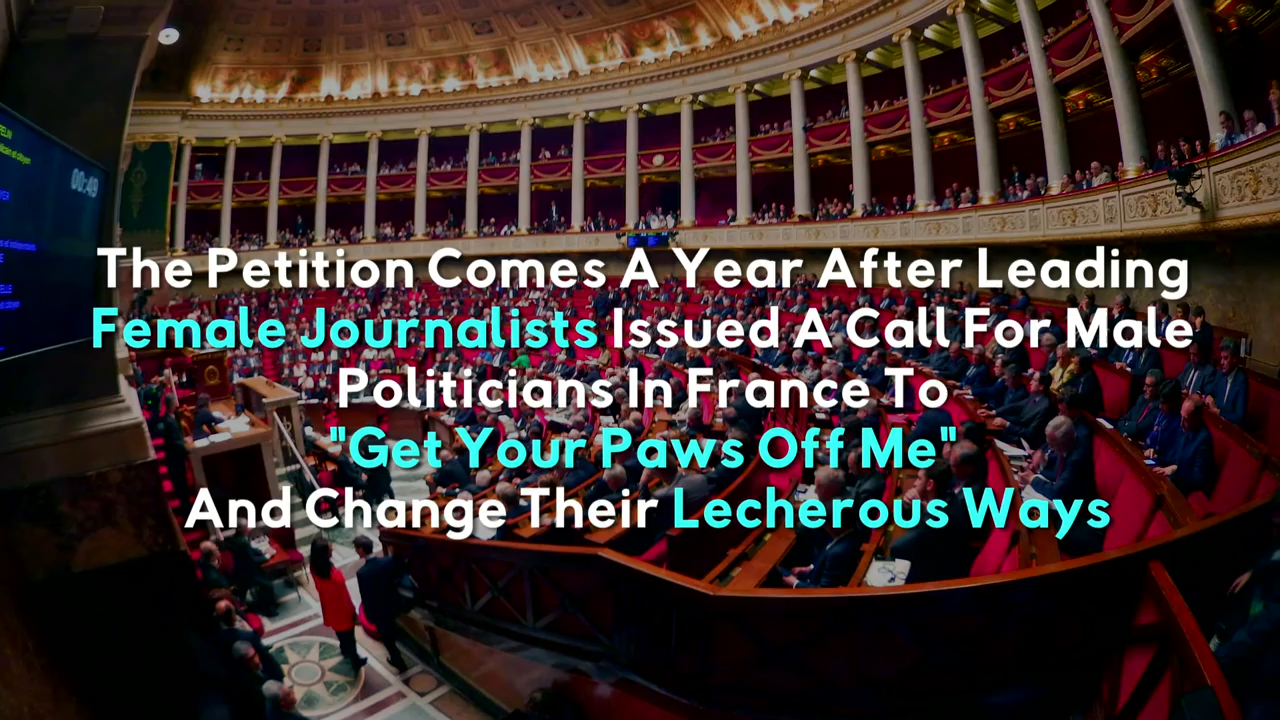 00:49
The Petition Comes A Year After Leading
Female Journalists Issued A Call For Male
Politicians In France To
"Get Your Paws Off Me"
And Change Their Lecherous Ways